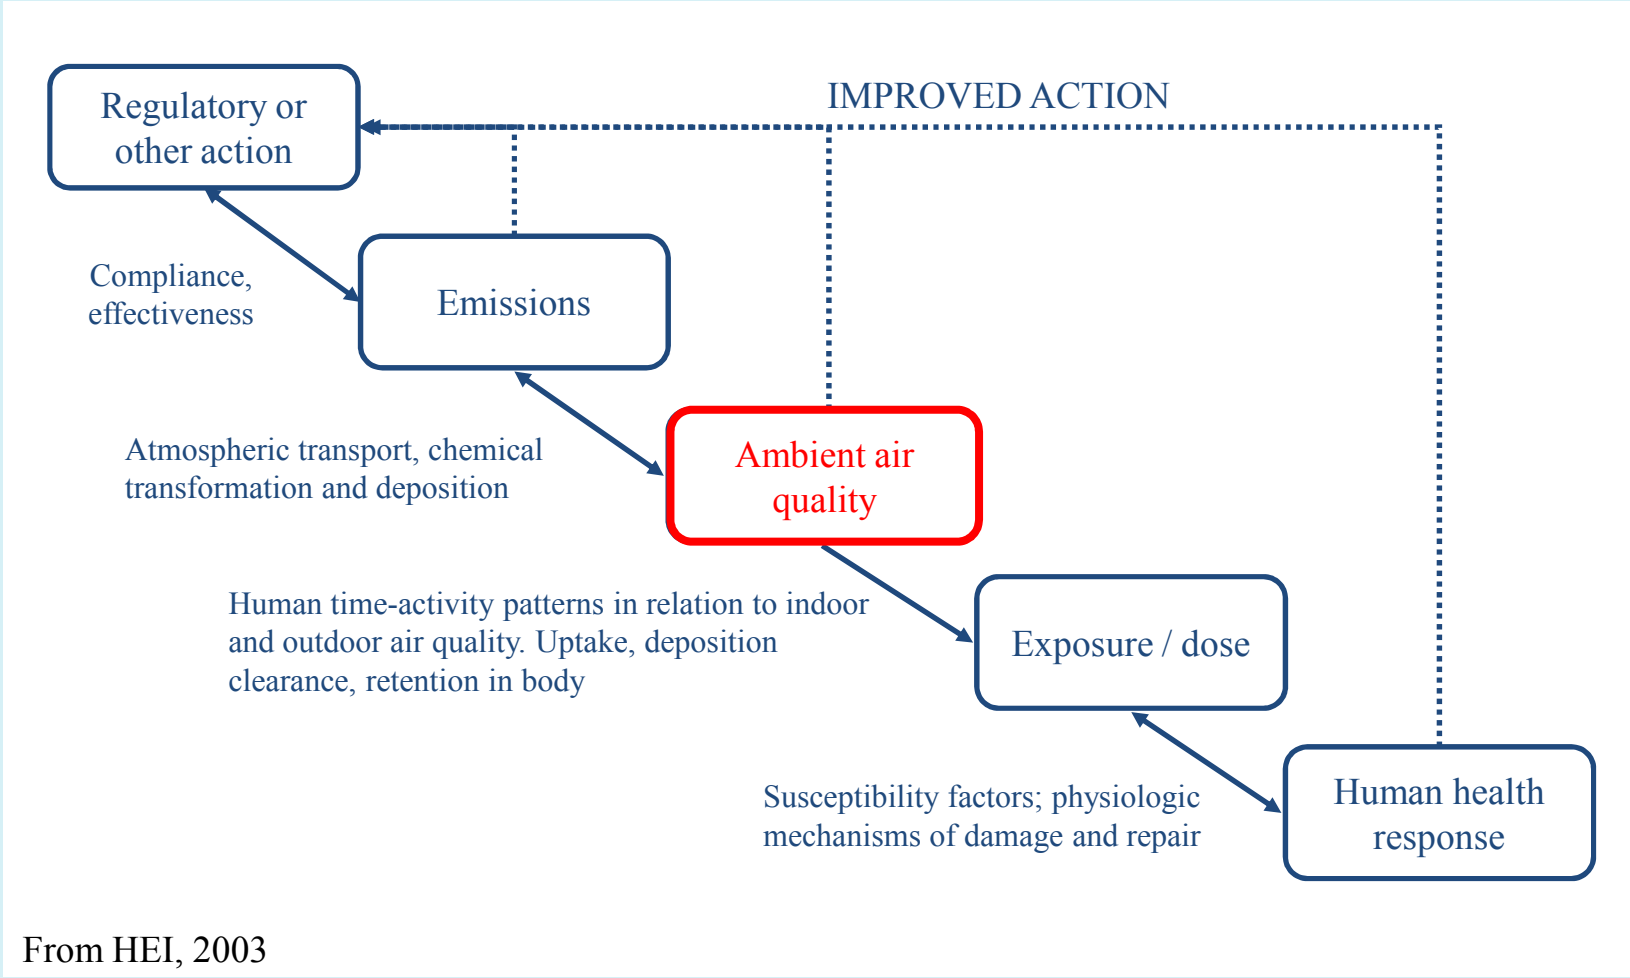 IMPROVED ACTION
Regulatory or
other action
Compliance,
effectiveness
Emissions
Atmospheric transport, chemical
transformation and deposition
Ambient air
quality
Human time-activity patterns in relation to indoor
and outdoor air quality. Uptake, deposition
clearance, retention in body
Exposure / dose
Susceptibility factors; physiologic
mechanisms of damage and repair
Human health
response
From HEI, 2003